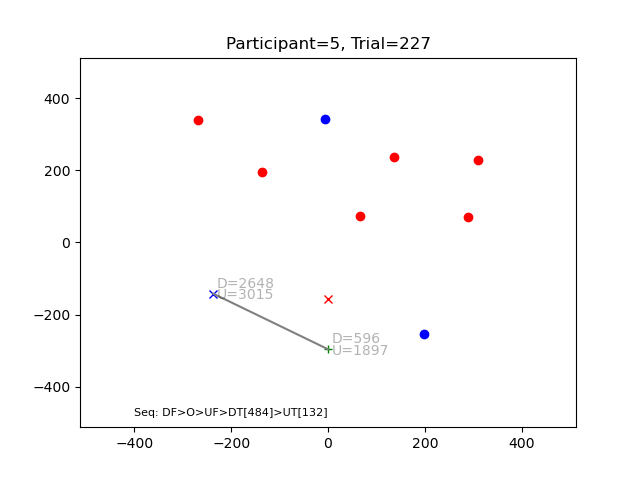 Participant=5, Trial=227
400
200
0
−200
−400
D=2648
U=3015
D=596
U=1897
Seq: DF>O>UF>DT[484]>UT[132]
−400
−200
0
200
400